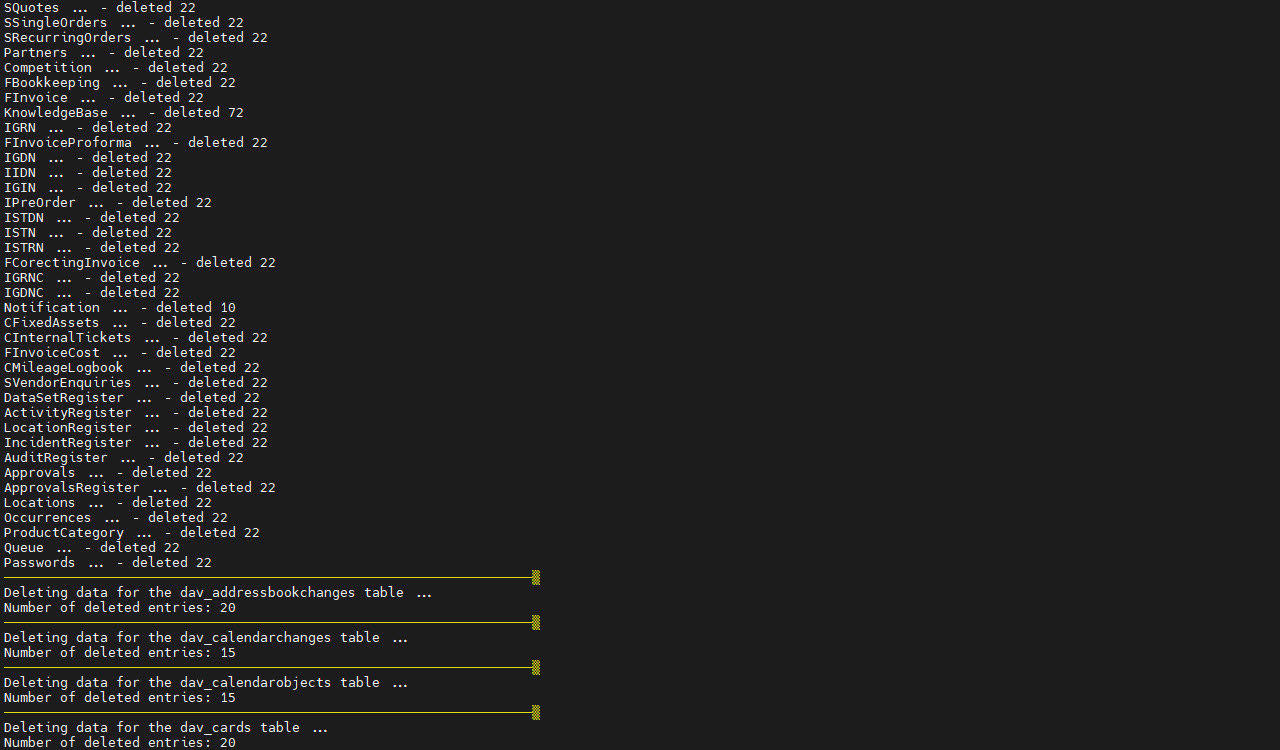 SQuotes ... - deleted 22
SSingleOrders ... - deleted 22
SRecurringOrders ... - deleted 22
Partners ... - deleted 22
Competition ... - deleted 22
FBookkeeping ... - deleted 22
FInvoice ... - deleted 22
KnowledgeBase ... - deleted 72
IGRN ... - deleted 22
FInvoiceProforma ... - deleted 22
IGDN ... - deleted 22
IIDN ... - deleted 22
IGIN ... - deleted 22
IPreOrder ... - deleted 22
ISTDN ... - deleted 22
ISTN ... - deleted 22
ISTRN ... - deleted 22
FCorectingInvoice ... - deleted 22
IGRNC ... - deleted 22
IGDNC ... - deleted 22
Notification ... - deleted 10
CFixedAssets ... - deleted 22
CInternalTickets ... - deleted 22
FInvoiceCost ... - deleted 22
CMileageLogbook ... - deleted 22
SVendorEnquiries ... - deleted 22
DataSetRegister ... - deleted 22
ActivityRegister ... - deleted 22
LocationRegister ... - deleted 22
IncidentRegister ... - deleted 22
AuditRegister ... - deleted 22
Approvals ... - deleted 22
ApprovalsRegister ... - deleted 22
Locations ... - deleted 22
Occurrences ... - deleted 22
ProductCategory ... - deleted 22
Queue ... - deleted 22
Passwords ... - deleted 22
Deleting data for the dav_addressbookchanges table ...
Number of deleted entries: 20
Deleting data for the dav_calendarchanges table ...
Number of deleted entries: 15
Deleting data for the dav_calendarobjects table ...
Number of deleted entries: 15
Deleting data for the dav_cards table ...
Number of deleted entries: 20